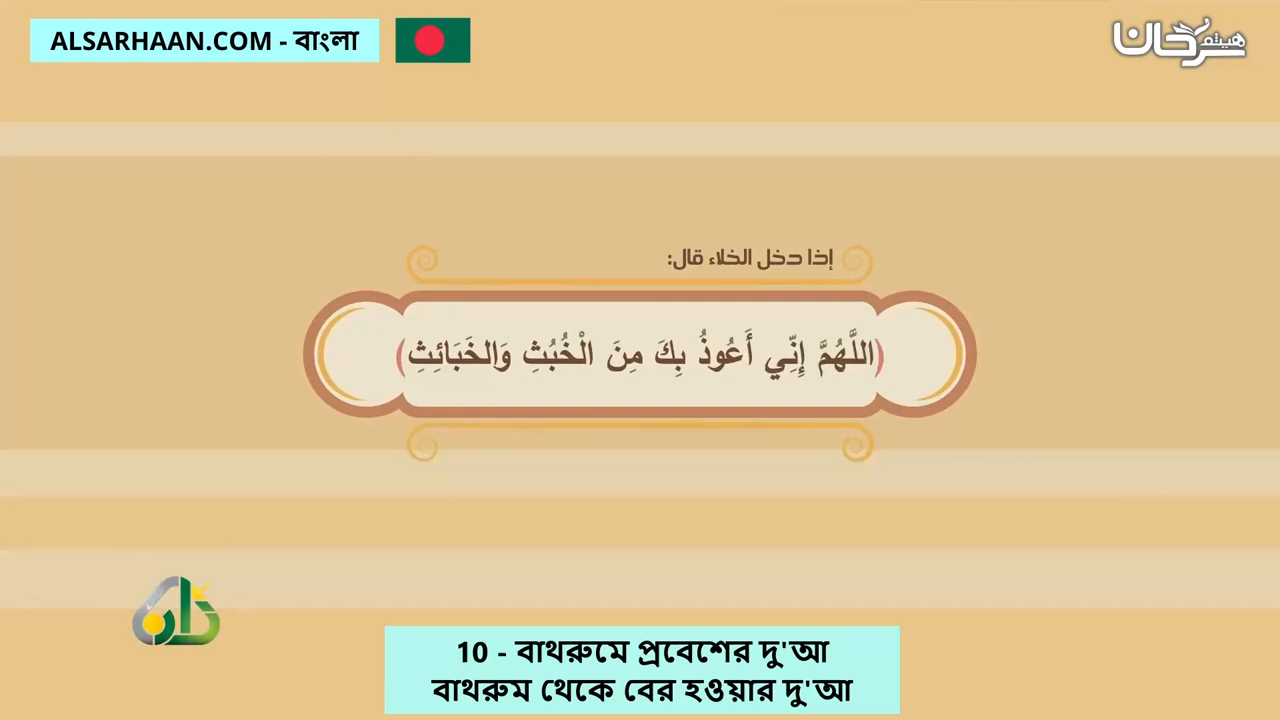 ALSARHAAN.COM - বাংলা
هيثم سرحان
إذا دخل الخلاء قال:
(اللَّهُمَّ إِنِّي أَعُوذُ بِكَ مِنَ الْخُبُثِ وَالخَبَائِثِ)
10 - বাথরুমে প্রবেশের দু'আ
বাথরুম থেকে বের হওয়ার দু'আ